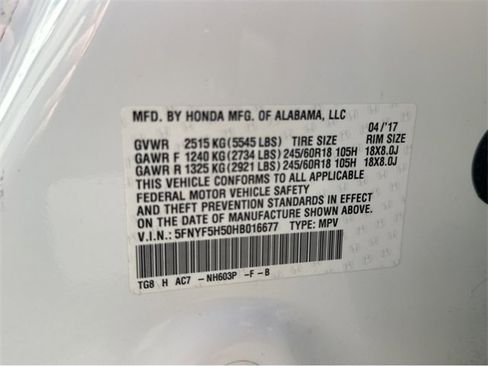 MFD. BY HONDA MFG. OF ALABAMA, LLC
04/'17
GVWR 2515 KG(5545 LBS) TIRE SIZE RIM SIZE
GAWR F 1240 KG(2734 LBS) 245/60R18 105H 18X8.0J
GAWR R 1325 KG(2921 LBS) 245/60R18 105H 18X8.0J
THIS VEHICLE CONFORMS TO ALL APPLICABLE
FEDERAL MOTOR VEHICLE SAFETY
AND THEFT PREVENTION STANDARDS IN EFFECT
ON THE DATE OF MANUFACTURE SHOWN ABOVE.
V.I.N.: 5FNYF5H50HB016677 TYPE: MPV
TG8 H AC7 -NH603P -F -B